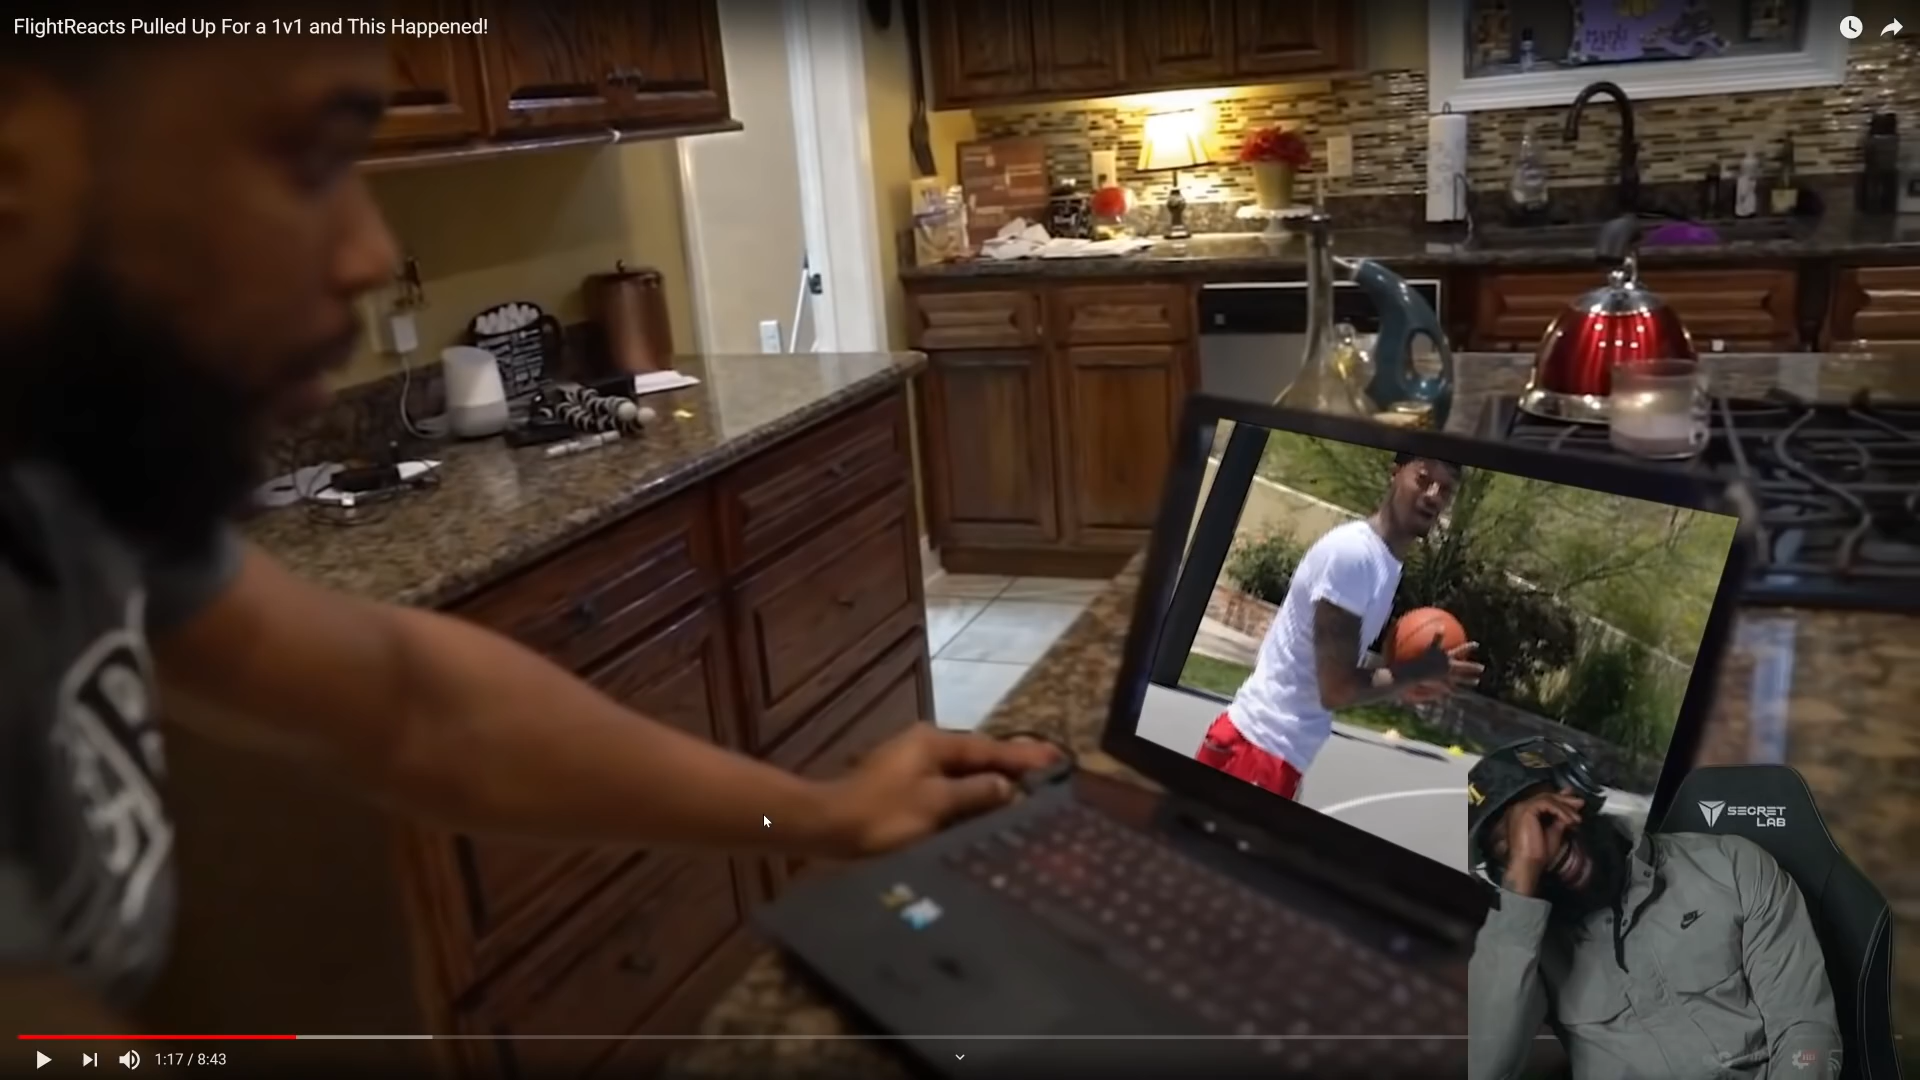 FlightReacts Pulled Up For a 1v1 and This Happened!
SECRET
LAB
1:17 / 8:43